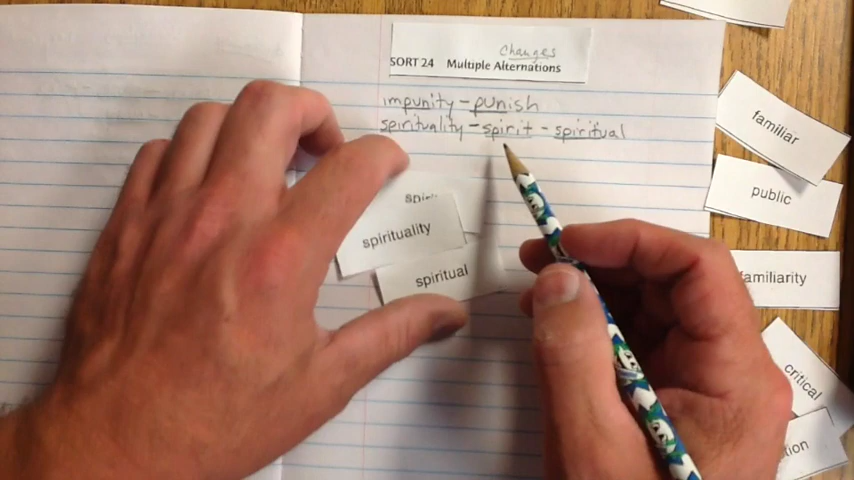 changes
SORT 24 Multiple Alternations
impunity - punish
spirituality - spirit - spiritual
familiar
public
spirituality
spiritual
familiarity
critical